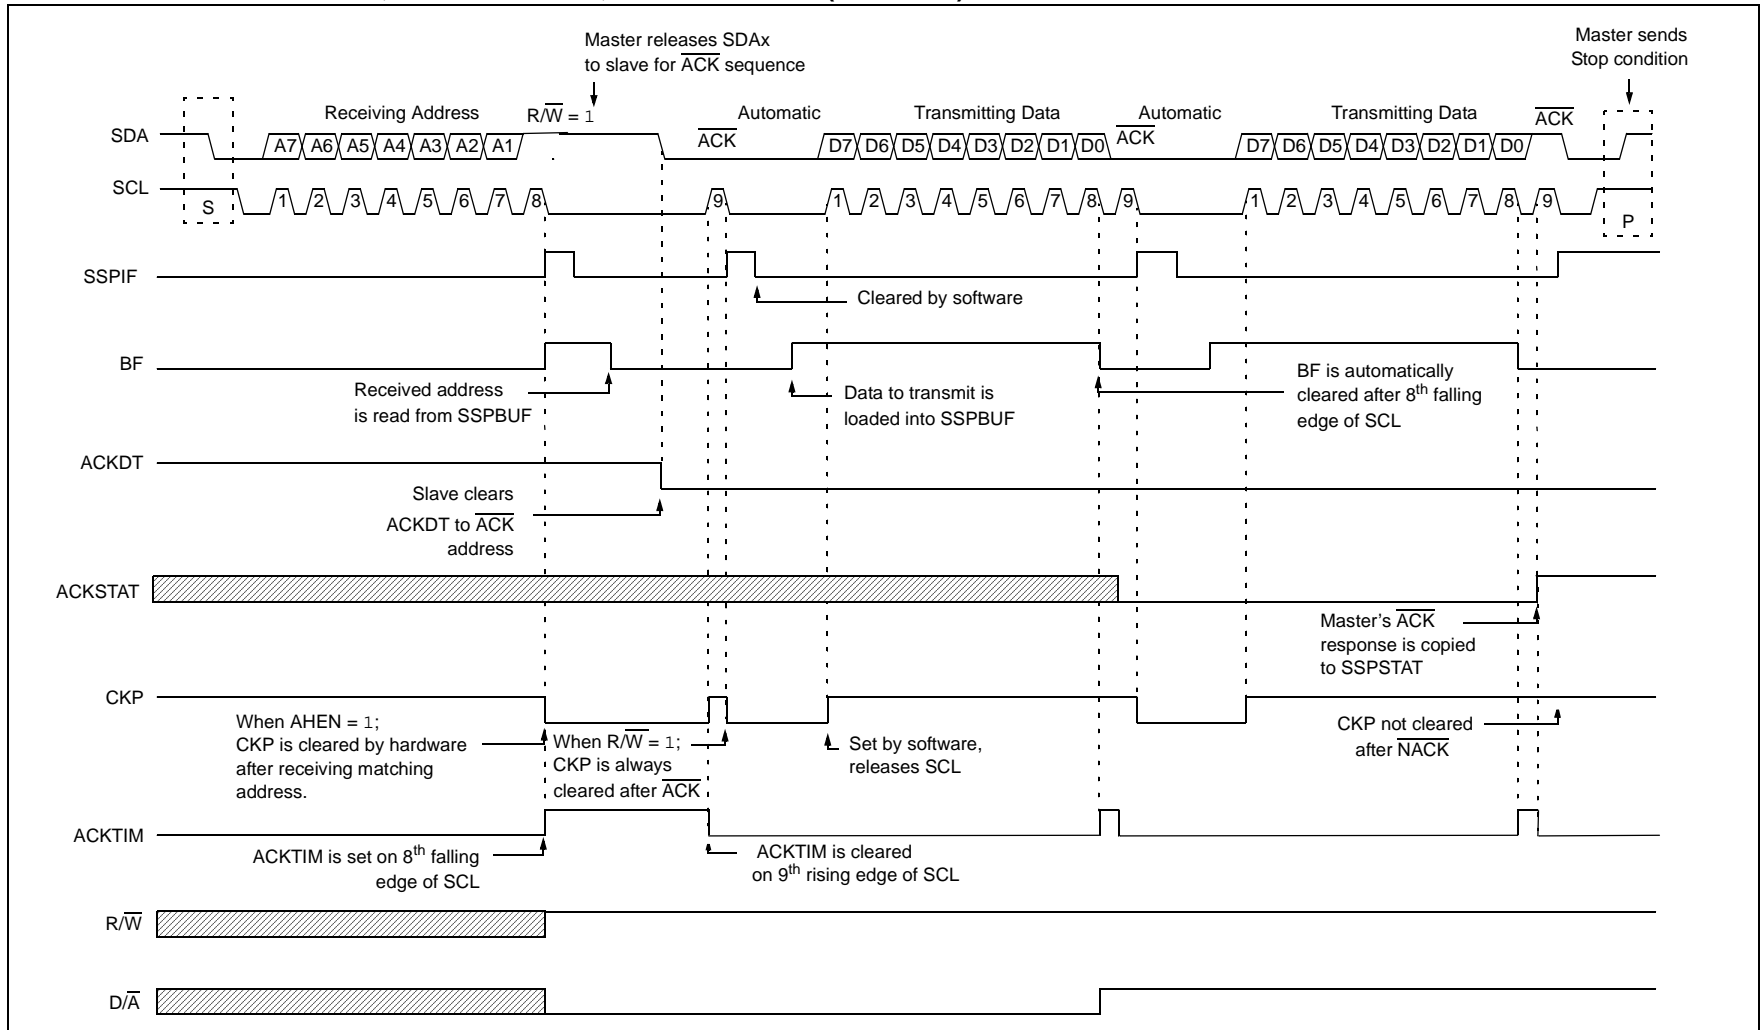 Master releases SDAx
to slave for A̅C̅K̅ sequence
Master sends
Stop condition
Receiving Address
R/W̅ = 1
Automatic
Transmitting Data
Automatic
Transmitting Data
A̅C̅K̅
SDA
A7 A6 A5 A4 A3 A2 A1
A̅C̅K̅
D7 D6 D5 D4 D3 D2 D1 D0
A̅C̅K̅
D7 D6 D5 D4 D3 D2 D1 D0
SCL
S
1 2 3 4 5 6 7 8
9
1 2 3 4 5 6 7 8 9
1 2 3 4 5 6 7 8 9
P
SSPIF
Cleared by software
BF
Received address
is read from SSPBUF
Data to transmit is
loaded into SSPBUF
BF is automatically
cleared after 8th falling
edge of SCL
ACKDT
Slave clears
ACKDT to A̅C̅K̅
address
ACKSTAT
Master's A̅C̅K̅
response is copied
to SSPSTAT
CKP
When AHEN = 1;
CKP is cleared by hardware
after receiving matching
address.
When R/W̅ = 1;
CKP is always
cleared after A̅C̅K̅
Set by software,
releases SCL
CKP not cleared
after N̅A̅C̅K̅
ACKTIM
ACKTIM is set on 8th falling
edge of SCL
ACKTIM is cleared
on 9th rising edge of SCL
R/W̅
D/A̅